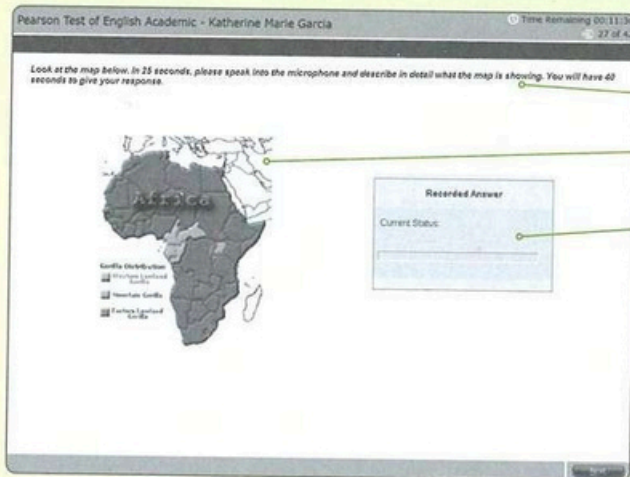 Pearson Test of English Academic - Katherine Marie Garcia
Time Remaining 00:11:3
27 of 4
Look at the map below. In 25 seconds, please speak into the microphone and describe in detail what the map is showing. You will have 40
seconds to give your response.
Africa
Recorded Answer
Current Status:
Gorilla Distribution
Western Lowland
Gorilla
Mountain Gorilla
Eastern Lowland
Gorilla
Next